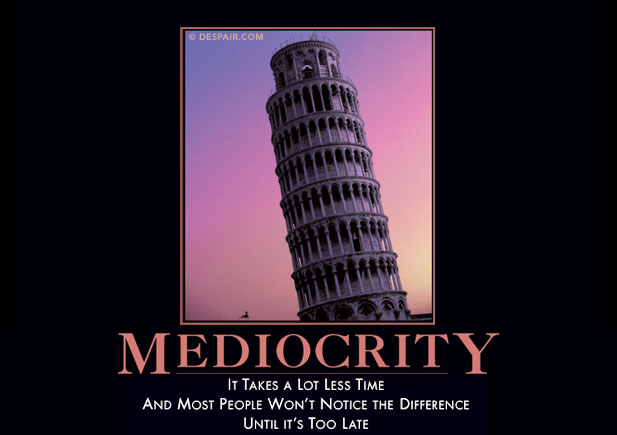 © DESPAIR.COM
MEDIOCRITY
IT TAKES A LOT LESS TIME
AND MOST PEOPLE WON'T NOTICE THE DIFFERENCE
UNTIL IT'S TOO LATE